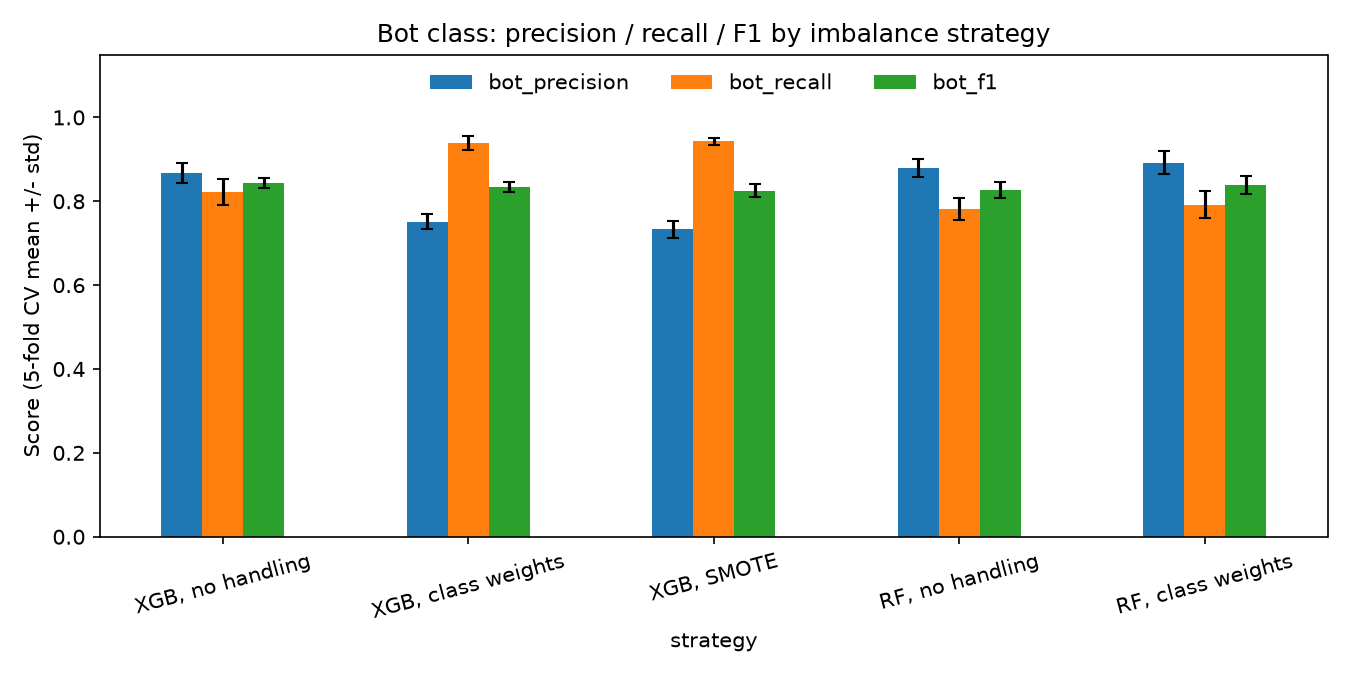 Bot class: precision / recall / F1 by imbalance strategy
bot_precision bot_recall bot_f1
Score (5-fold CV mean +/- std)
1.0
0.8
0.6
0.4
0.2
0.0
XGB, no handling
XGB, class weights
XGB, SMOTE
RF, no handling
RF, class weights
strategy